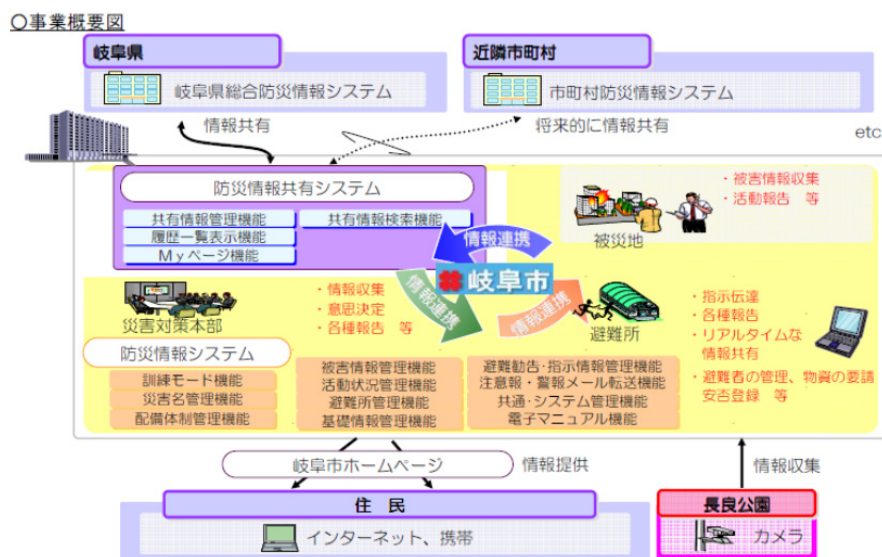 〇事業概要図
岐阜県
近隣市町村
岐阜県総合防災情報システム
市町村防災情報システム
情報共有
将来的に情報共有
etc
防災情報共有システム
共有情報管理機能
共有情報検索機能
履歴一覧表示機能
Myページ機能
・被害情報収集
・活動報告 等
被災地
情報連携
岐阜市
情報連携
情報連携
災害対策本部
・情報収集
・意思決定
・各種報告 等
避難所
・指示伝達
・各種報告
・リアルタイムな
情報共有
・避難者の管理、物資の要請
安否登録 等
防災情報システム
訓練モード機能
災害名管理機能
配備体制管理機能
被害情報管理機能
活動状況管理機能
避難所管理機能
基礎情報管理機能
避難勧告・指示情報管理機能
注意報・警報メール転送機能
共通・システム管理機能
電子マニュアル機能
岐阜市ホームページ
情報提供
情報収集
住 民
インターネット、携帯
長良公園
カメラ